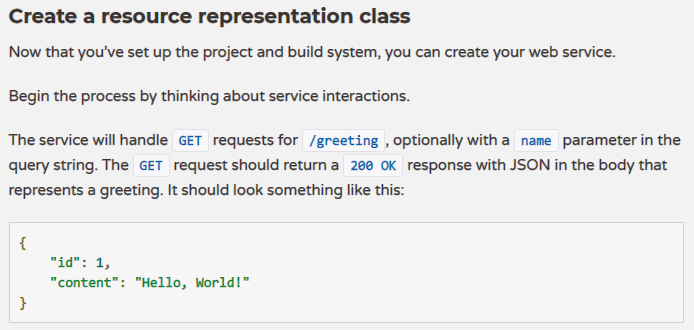 Create a resource representation class
Now that you've set up the project and build system, you can create your web service.
Begin the process by thinking about service interactions.
The service will handle GET requests for /greeting, optionally with a name parameter in the
query string. The GET request should return a 200 OK response with JSON in the body that
represents a greeting. It should look something like this:
{
    "id": 1,
    "content": "Hello, World!"
}